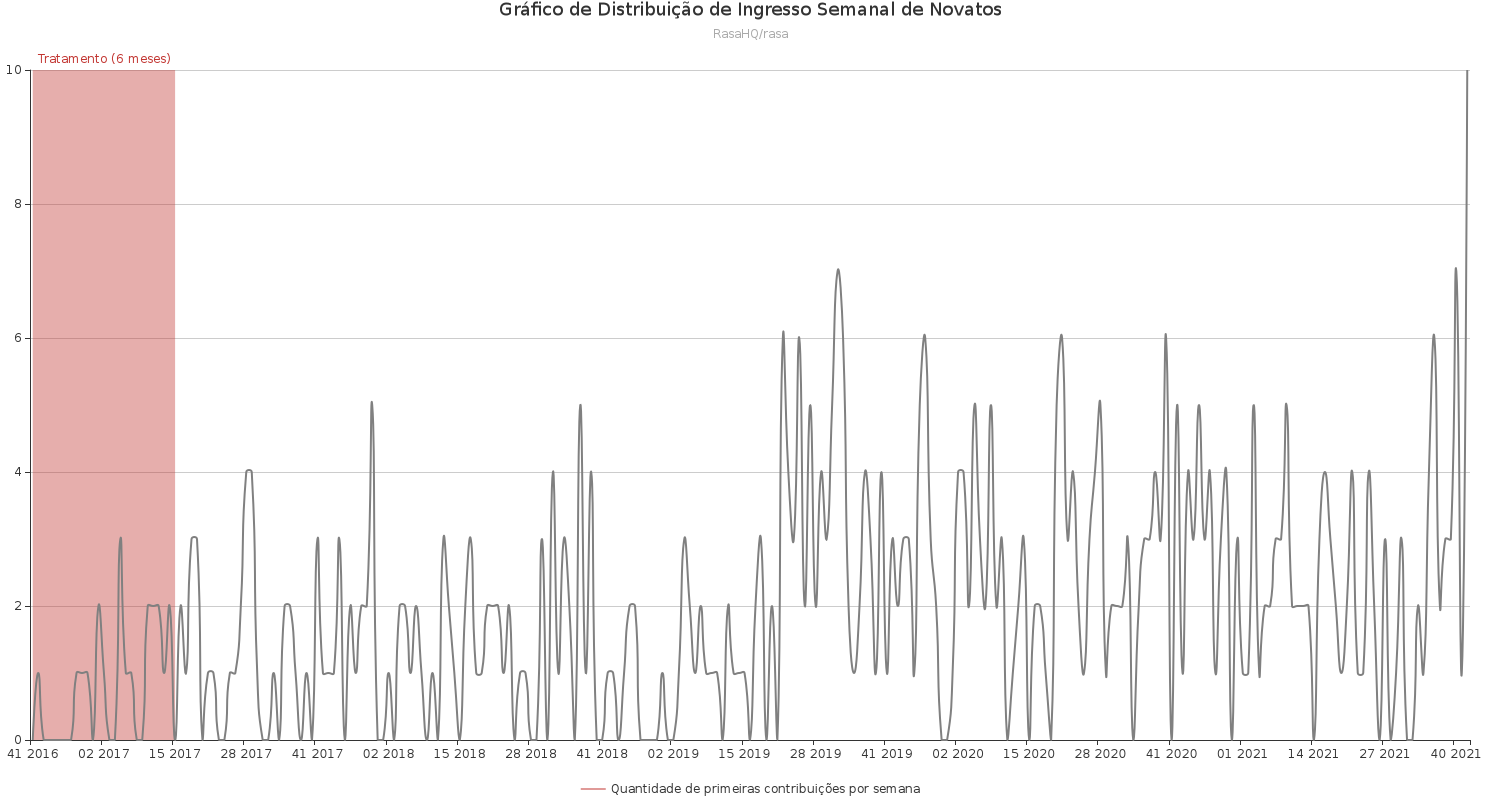 Gráfico de Distribuição de Ingresso Semanal de Novatos
RasaHQ/rasa
Tratamento (6 meses)
10
8
6
4
2
0
41 2016 02 2017 15 2017 28 2017 41 2017 02 2018 15 2018 28 2018 41 2018 02 2019 15 2019 28 2019 41 2019 02 2020 15 2020 28 2020 41 2020 01 2021 14 2021 27 2021 40 2021
Quantidade de primeiras contribuições por semana